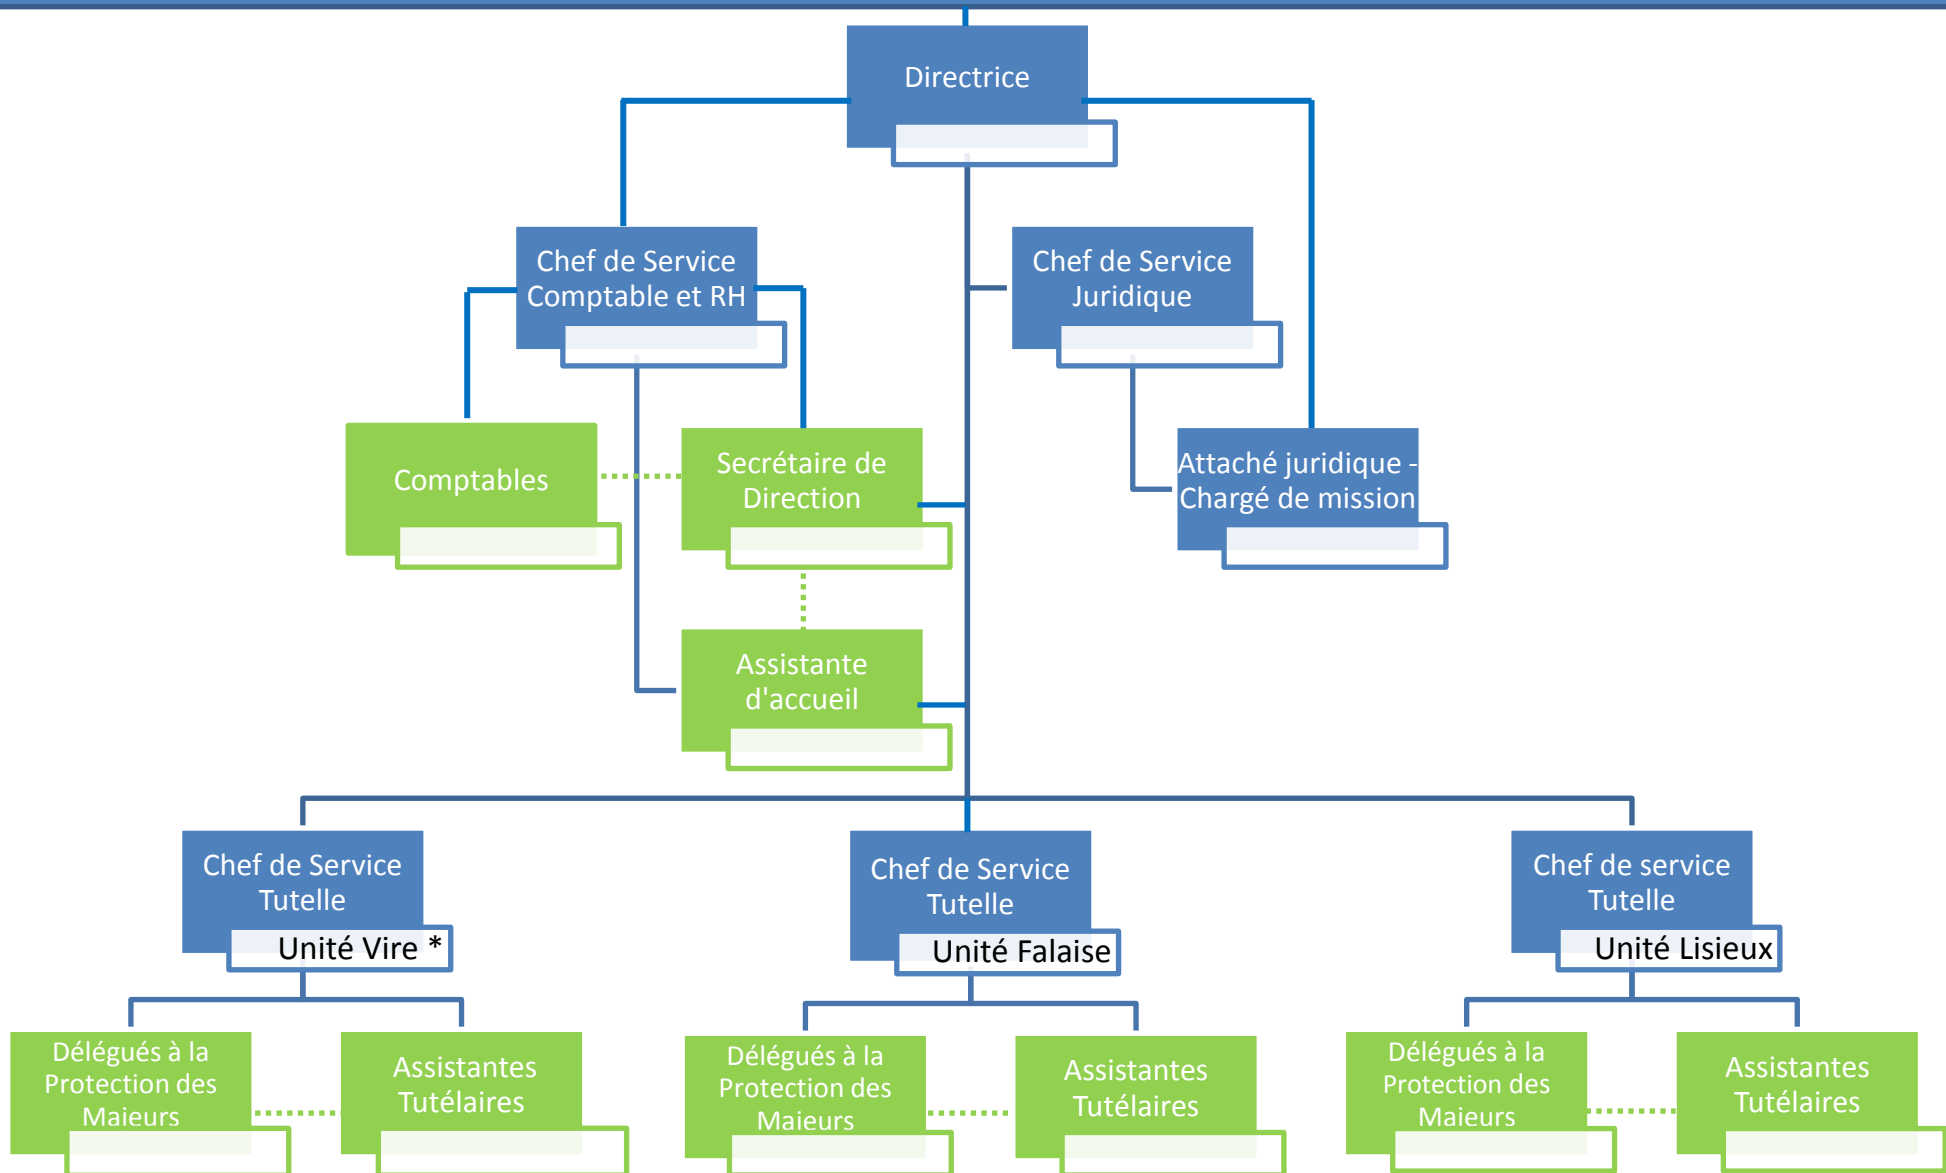 Directrice
Chef de Service
Comptable et RH
Chef de Service
Juridique
Comptables
Secrétaire de
Direction
Attaché juridique -
Chargé de mission
Assistante
d'accueil
Chef de Service
Tutelle
Unité Vire *
Chef de Service
Tutelle
Unité Falaise
Chef de service
Tutelle
Unité Lisieux
Délégués à la
Protection des
Majeurs
Assistantes
Tutélaires
Délégués à la
Protection des
Majeurs
Assistantes
Tutélaires
Délégués à la
Protection des
Majeurs
Assistantes
Tutélaires